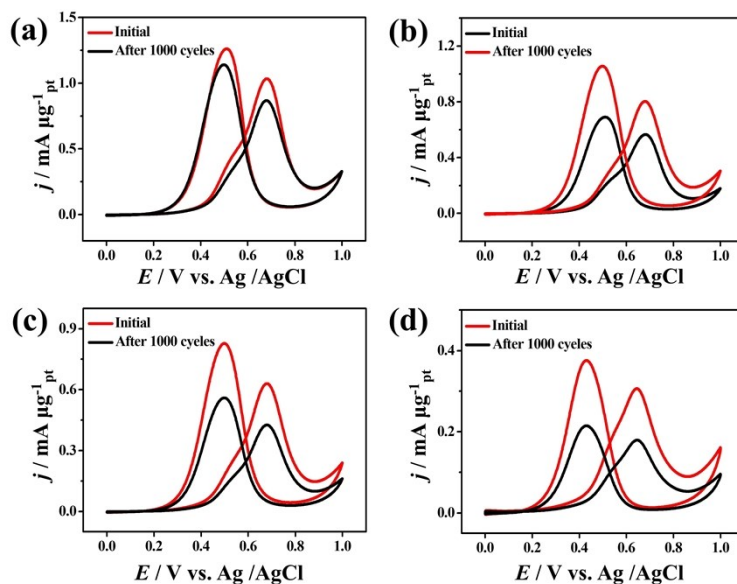 (a)
Initial
After 1000 cycles
1.5
1.0
0.5
0.0
j / mA μg⁻¹pt
0.0 0.2 0.4 0.6 0.8 1.0
E / V vs. Ag /AgCl
(b)
Initial
After 1000 cycles
1.2
0.8
0.4
0.0
j / mA μg⁻¹pt
0.0 0.2 0.4 0.6 0.8 1.0
E / V vs. Ag /AgCl
(c)
Initial
After 1000 cycles
0.9
0.6
0.3
0.0
j / mA μg⁻¹pt
0.0 0.2 0.4 0.6 0.8 1.0
E / V vs. Ag /AgCl
(d)
Initial
After 1000 cycles
0.4
0.2
0.0
j / mA μg⁻¹pt
0.0 0.2 0.4 0.6 0.8 1.0
E / V vs. Ag /AgCl